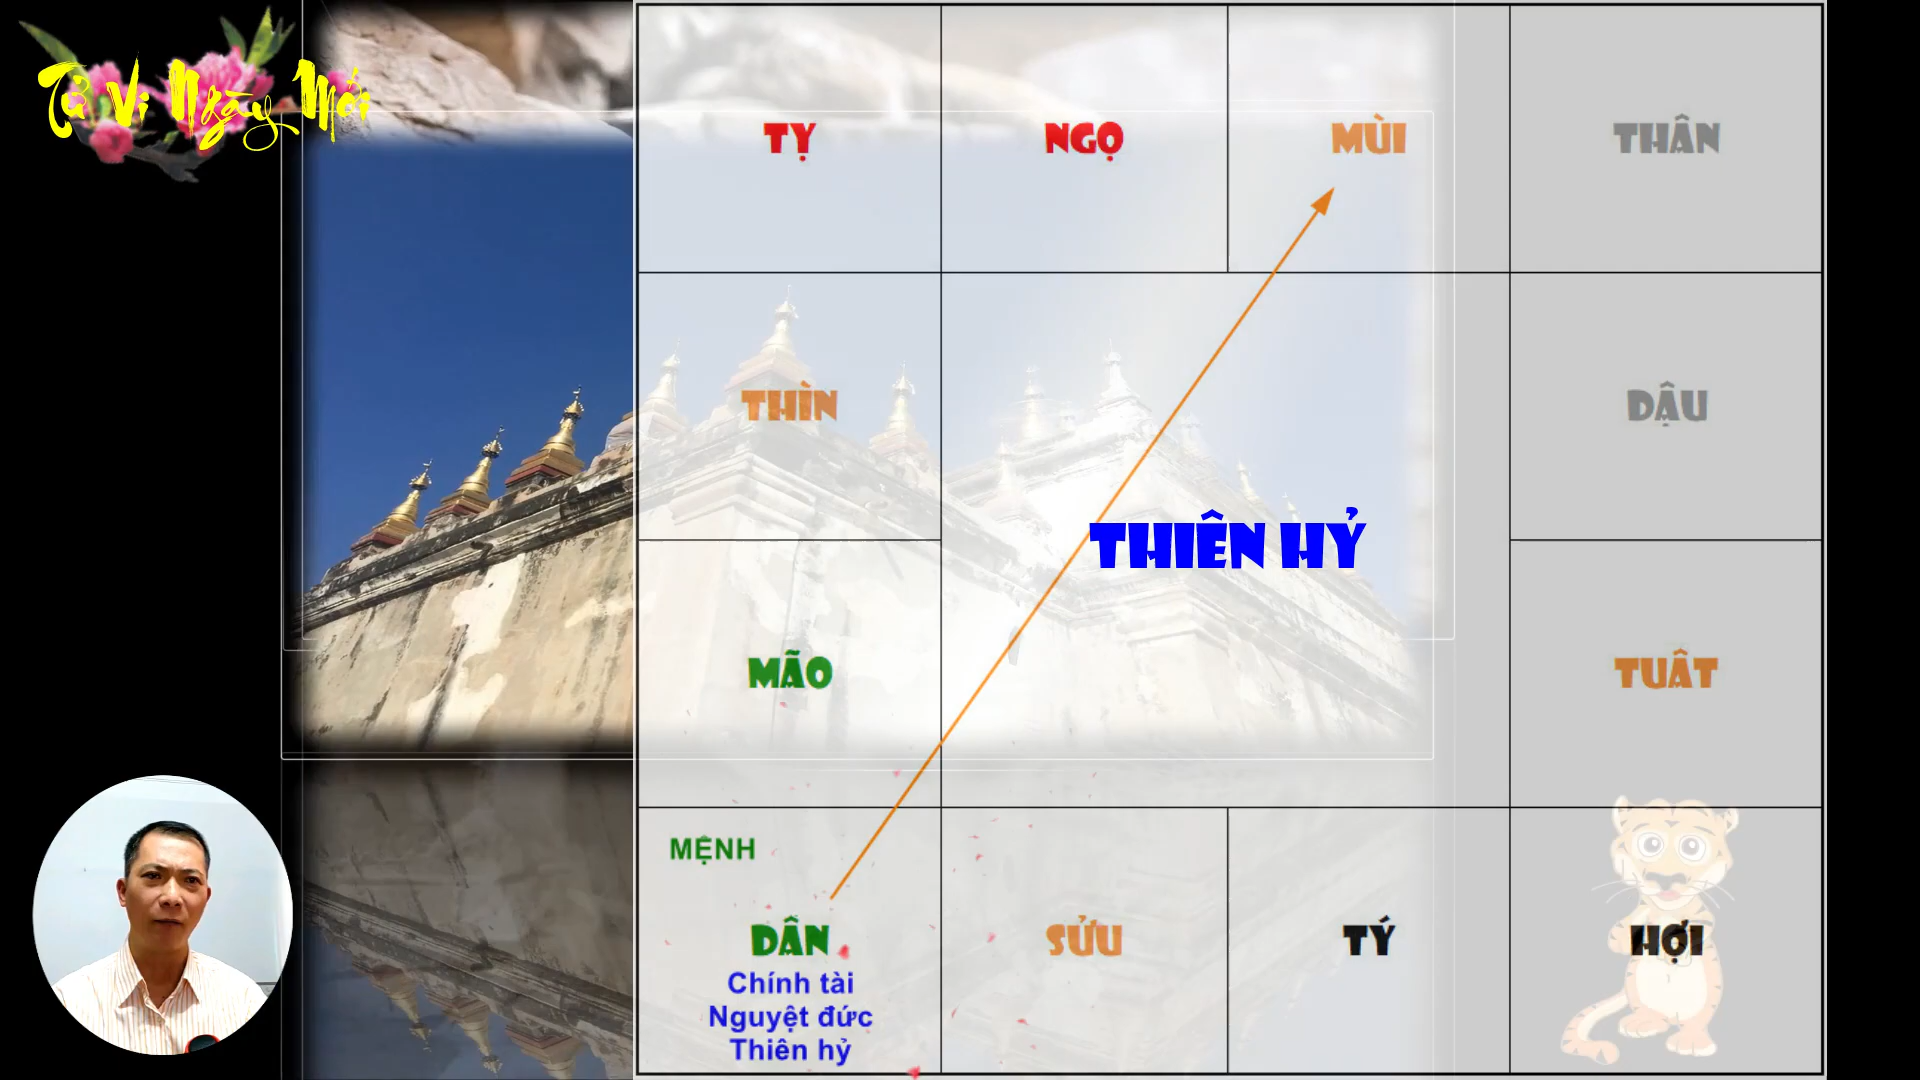 Tử Vi Ngày Mới
TỴ
NGỌ
MÙI
THÂN
THÌN
DẬU
THIÊN HỶ
MÃO
TUẤT
MỆNH
DẦN
SỬU
TÝ
HỢI
Chính tài
Nguyệt đức
Thiên hỷ